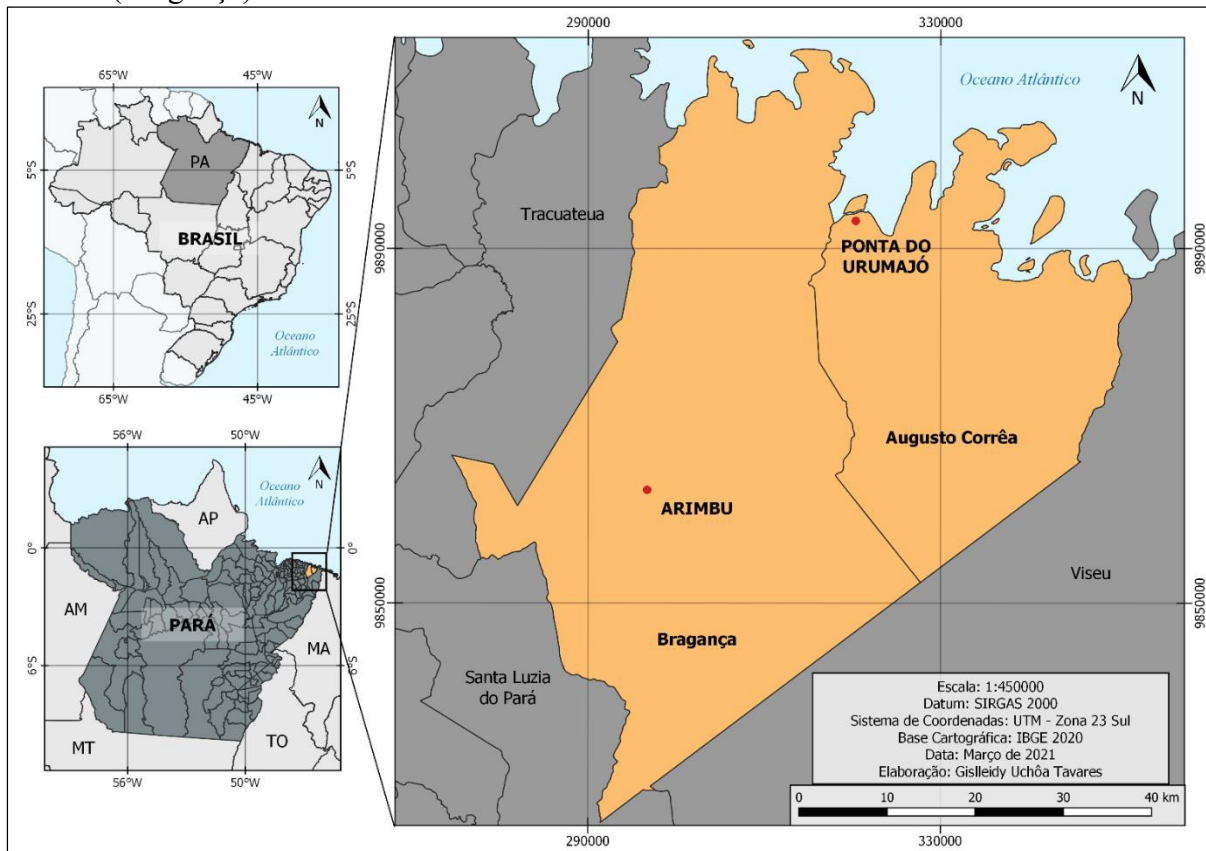 65°W
45°W
N
PA
5°S
5°S
BRASIL
25°S
25°S
Oceano
Atlântico
65°W
45°W
56°W
50°W
Oceano
Atlântico
N
AP
0°
0°
AM
PARÁ
MA
6°S
6°S
MT
TO
56°W
50°W
290000
330000
Oceano Atlântico
N
Tracuateua
9890000
PONTA DO
URUMAJÓ
9890000
Augusto Corrêa
ARIMBU
Viseu
9850000
9850000
Bragança
Santa Luzia
do Pará
Escala: 1:450000
Datum: SIRGAS 2000
Sistema de Coordenadas: UTM - Zona 23 Sul
Base Cartográfica: IBGE 2020
Data: Março de 2021
Elaboração: Gislleidy Uchôa Tavares
0 10 20 30 40 km
290000
330000